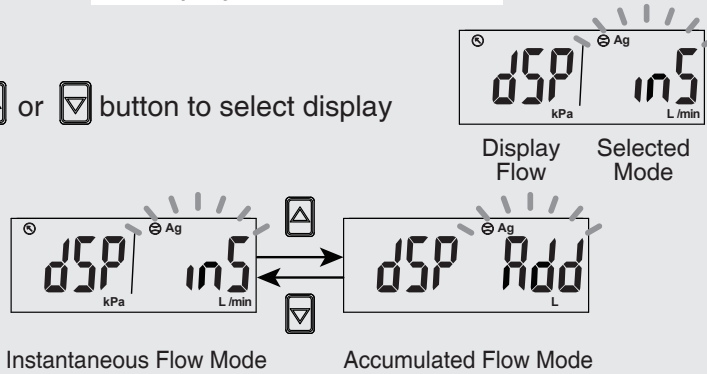 Ag
dSP inS
kPa L /min
or button to select display
Display Selected
Flow Mode
Ag
dSP inS
kPa L /min
Ag
dSP Add
L
Instantaneous Flow Mode Accumulated Flow Mode